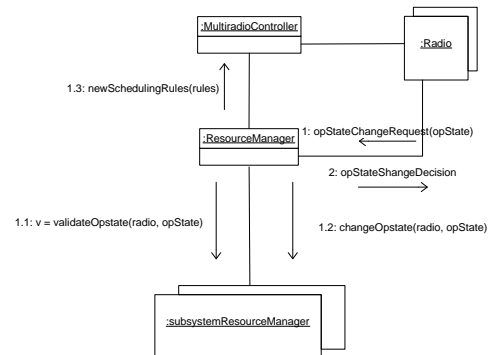 :MultiradioController
:Radio
1.3: newSchedulingRules(rules)
1: opStateChangeRequest(opState)
:ResourceManager
2: opStateShangeDecision
1.1: v = validateOpstate(radio, opState)
1.2: changeOpstate(radio, opState)
:subsystemResourceManager